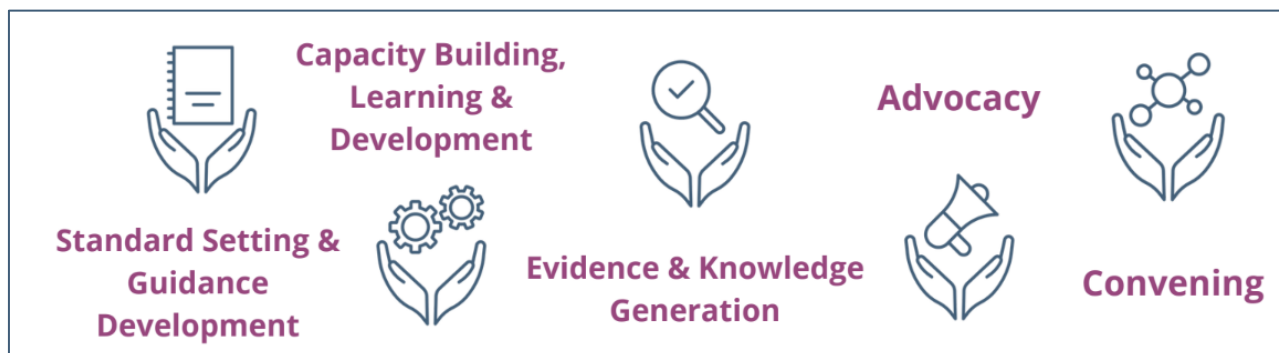 Standard Setting &
Guidance
Development
Capacity Building,
Learning &
Development
Evidence & Knowledge
Generation
Advocacy
Convening